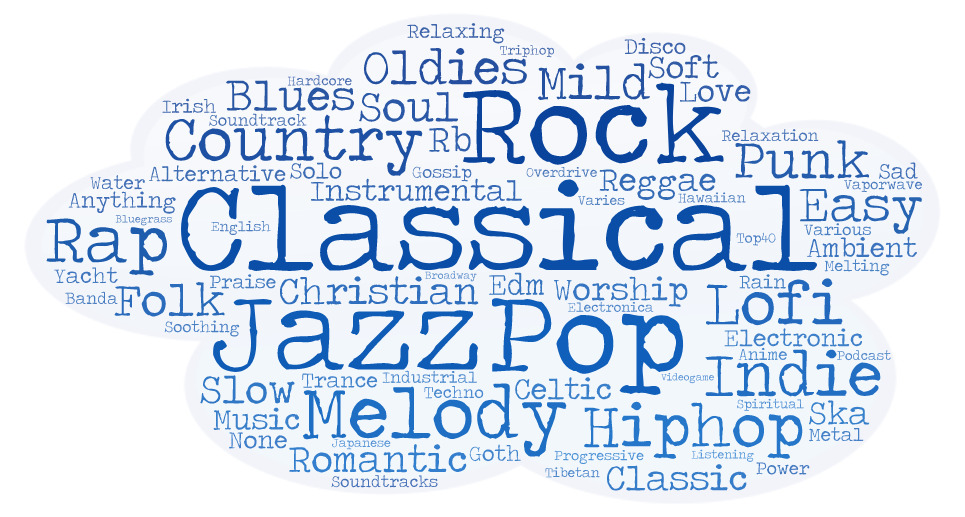 Relaxing
Triphop
Disco
Oldies
Mild
Soft
Hardcore
Love
Blues
Irish
Soul
Rock
Soundtrack
Country
Rb
Relaxation
Punk
Alternative
Solo
Gossip
Overdrive
Sad
Water
Instrumental
Reggae
Vaporwave
Anything
Varies
Hawaiian
Easy
Bluegrass
English
Classical
Rap
Top40
Various
Ambient
Melting
Yacht
Praise
Broadway
Christian
Edm
Worship
Rain
Banda
Folk
Lofi
Electronica
Soothing
Jazz
Pop
Electronic
Anime
Podcast
Slow
Trance
Industrial
Videogame
Indie
Techno
Celtic
Music
Melody
Spiritual
Ska
Hiphop
None
Japanese
Metal
Romantic
Goth
Progressive
Listening
Tibetan
Power
Soundtracks
Classic